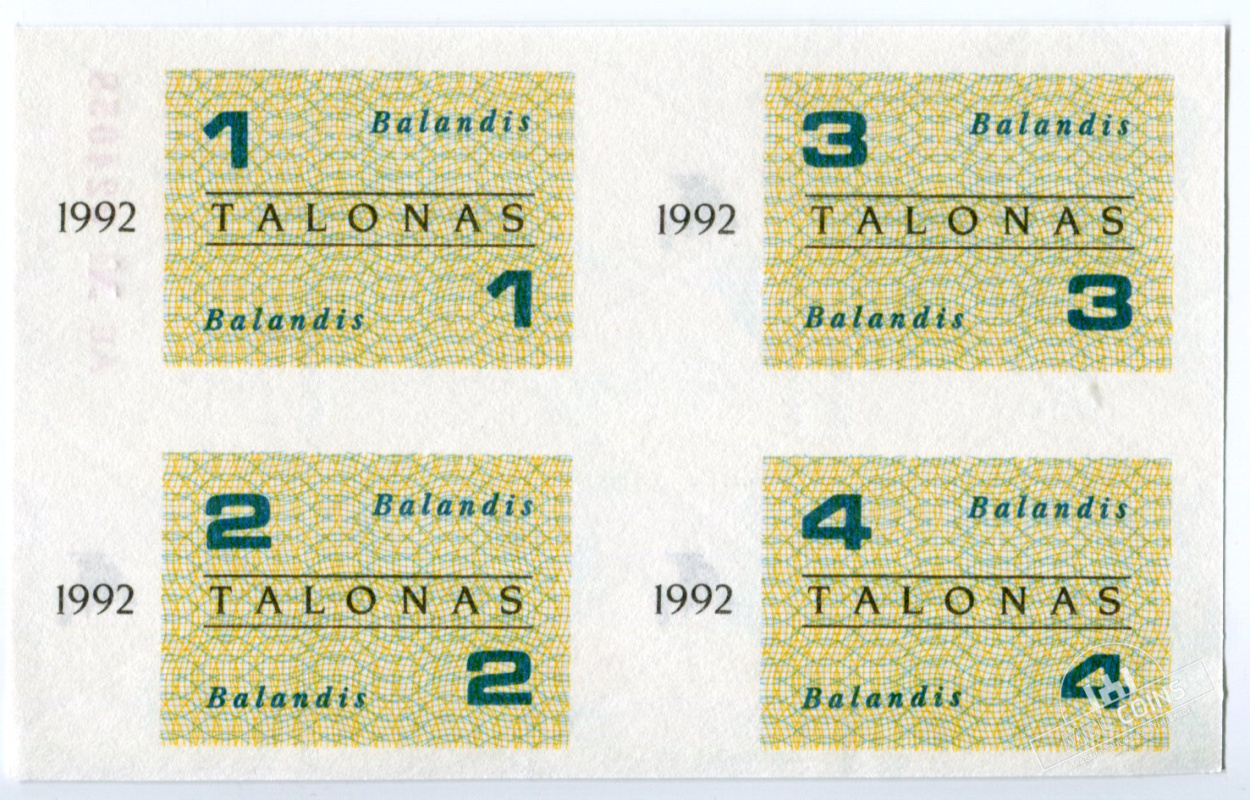 1 Balandis
1992 TALONAS
Balandis 1
3 Balandis
1992 TALONAS
Balandis 3
2 Balandis
1992 TALONAS
Balandis 2
4 Balandis
1992 TALONAS
Balandis 4
COINS